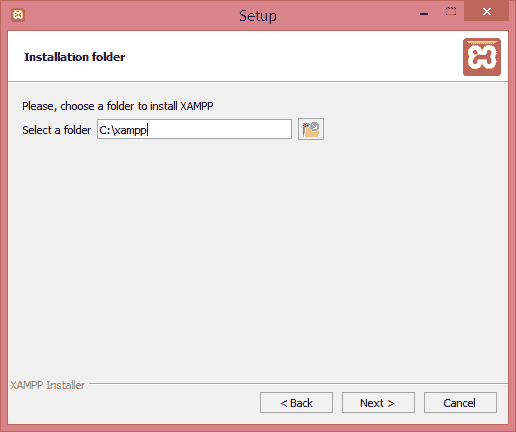 Setup
Installation folder
Please, choose a folder to install XAMPP
Select a folder C:\xampp
XAMPP Installer
< Back Next > Cancel